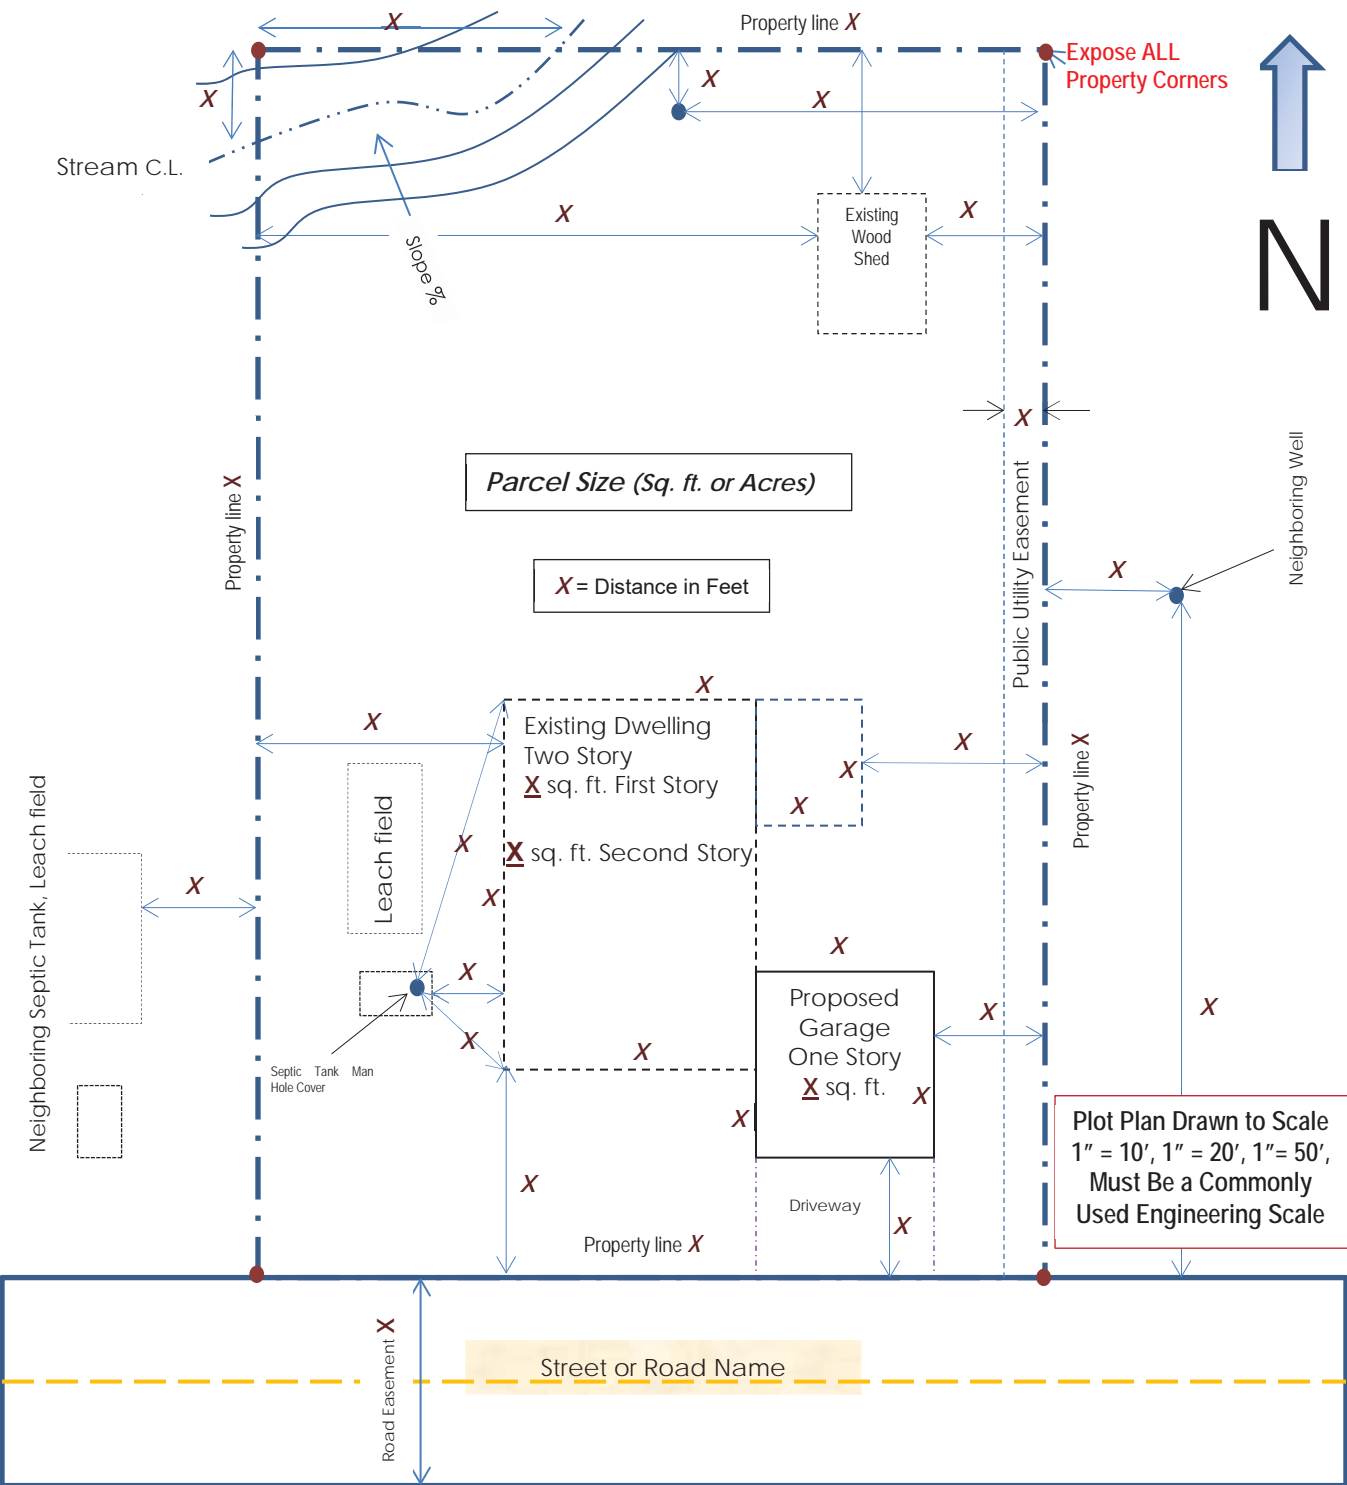 X
Property line X
Expose ALL
Property Corners
X
X
X
Stream C.L.
N
X
Existing
Wood
Shed
X
Slope %
X
Public Utility Easement
Neighboring Well
Parcel Size (Sq. ft. or Acres)
Property line X
X = Distance in Feet
X
X
X
Existing Dwelling
Two Story
X sq. ft. First Story
X
X
X
Property line X
Leach field
X
X sq. ft. Second Story
X
X
Neighboring Septic Tank, Leach field
X
X
X
X
Septic Tank Man
Hole Cover
X
Proposed
Garage
One Story
X sq. ft.
X
X
X
X
Plot Plan Drawn to Scale
1" = 10', 1" = 20', 1"= 50',
Must Be a Commonly
Used Engineering Scale
X
Driveway
X
Property line X
Road Easement X
Street or Road Name